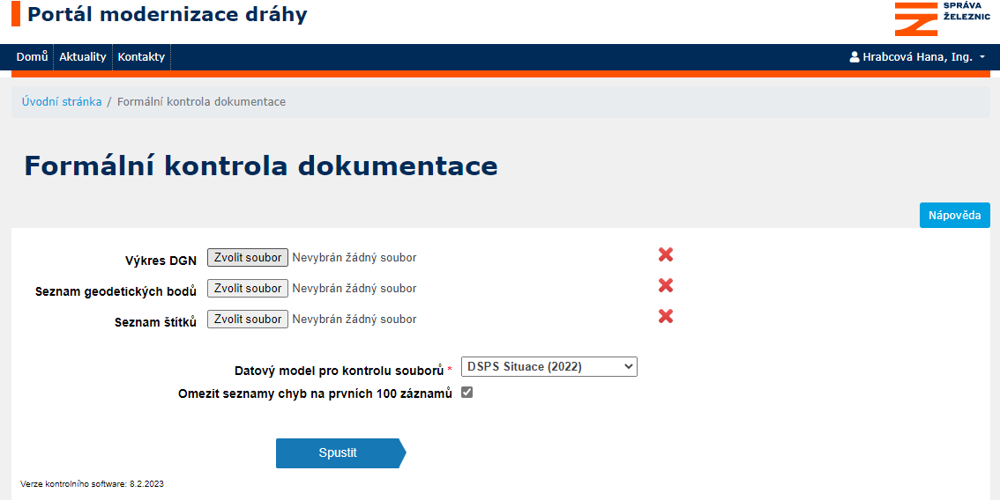 Portál modernizace dráhy
SPRÁVA
ŽELEZNIC
Domů Aktuality Kontakty Hrabcová Hana, Ing.
Úvodní stránka / Formální kontrola dokumentace
Formální kontrola dokumentace
Nápověda
Výkres DGN Zvolit soubor Nevybrán žádný soubor
Seznam geodetických bodů Zvolit soubor Nevybrán žádný soubor
Seznam štítků Zvolit soubor Nevybrán žádný soubor
Datový model pro kontrolu souborů * DSPS Situace (2022)
Omezit seznamy chyb na prvních 100 záznamů
Spustit
Verze kontrolního software: 8.2.2023